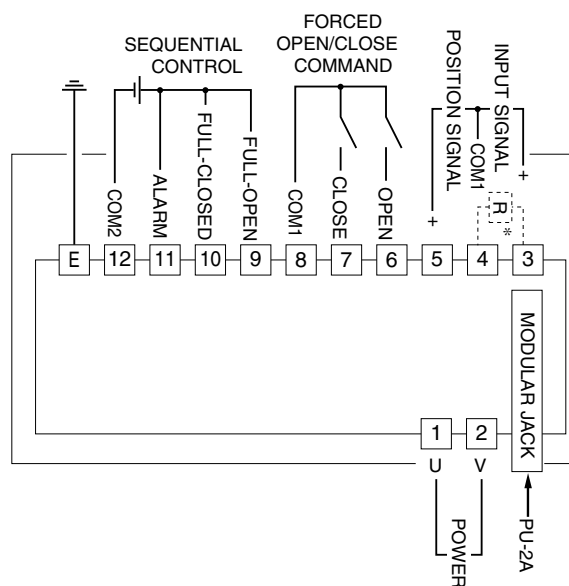 SEQUENTIAL
CONTROL
FORCED
OPEN/CLOSE
COMMAND
POSITION SIGNAL
INPUT SIGNAL
COM2
ALARM
FULL-CLOSED
FULL-OPEN
COM1
CLOSE
OPEN
+
COM1
+
R
*
E
12
11
10
9
8
7
6
5
4
3
MODULAR JACK
1
2
U
V
POWER
PU-2A